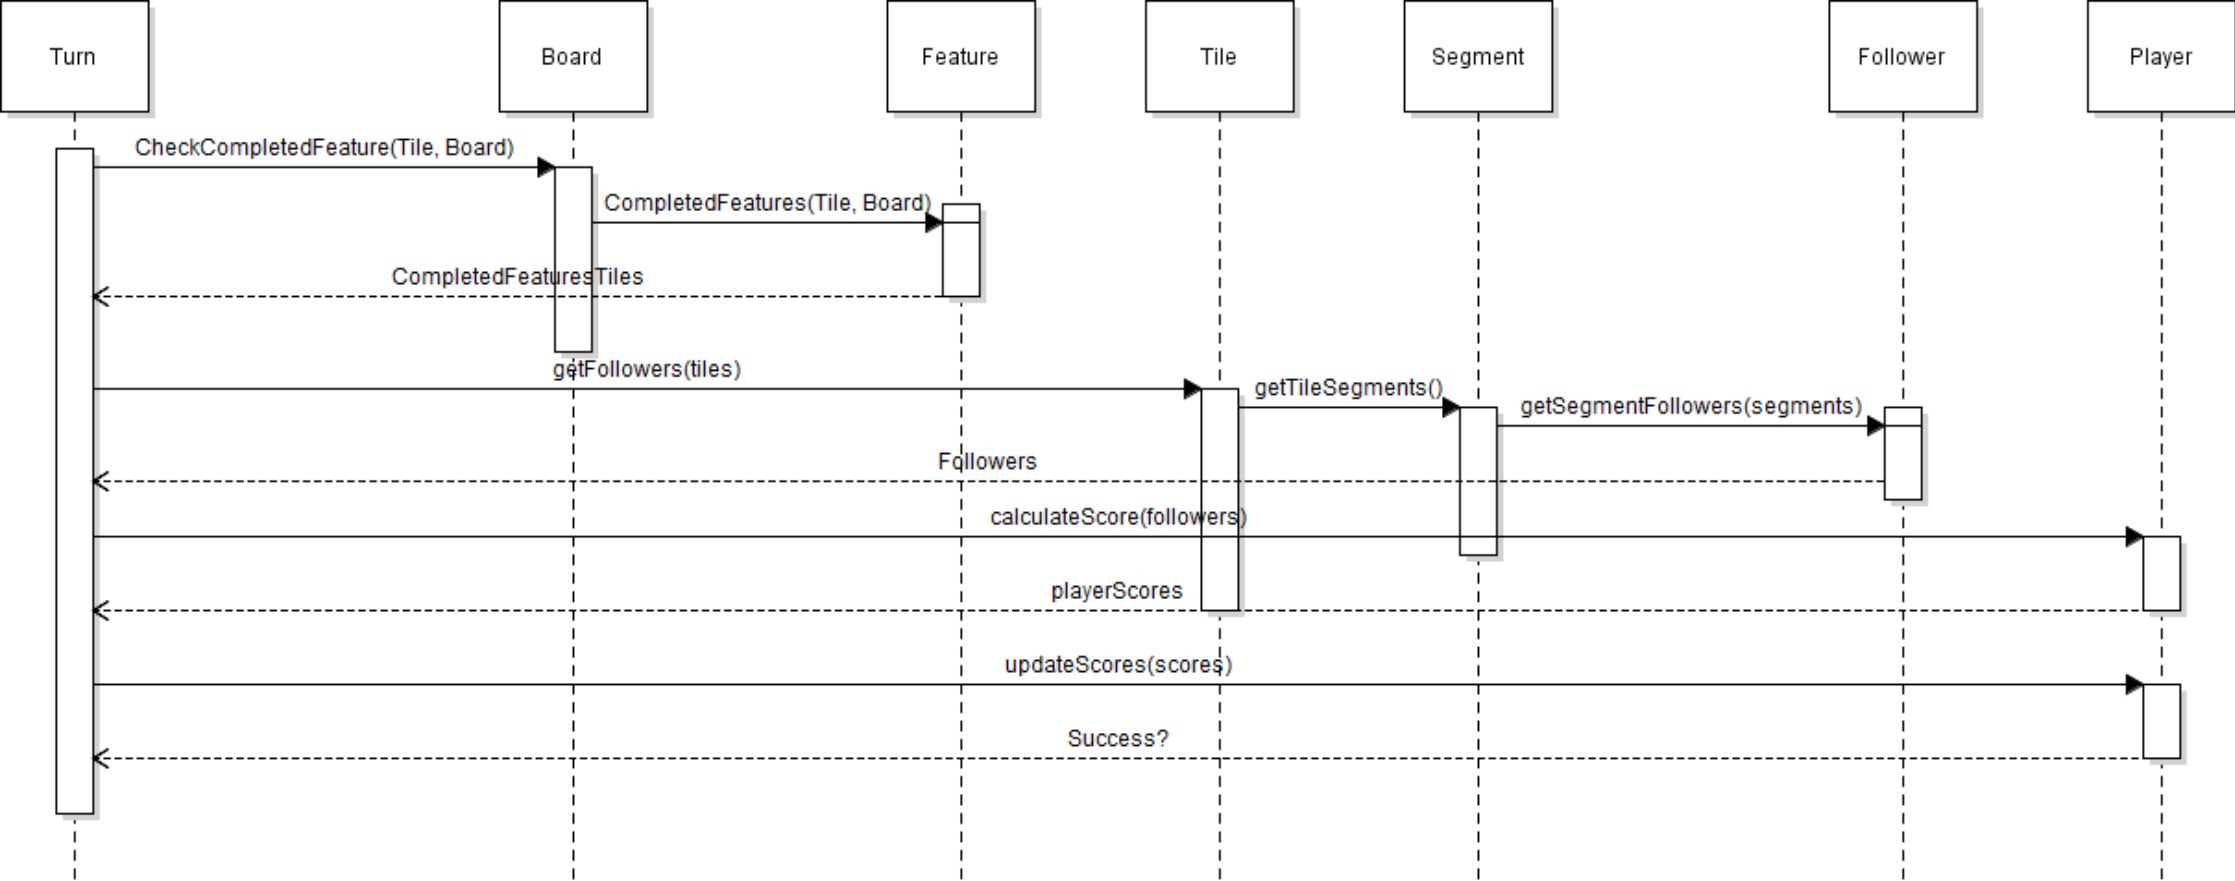 Turn
Board
Feature
Tile
Segment
Follower
Player
CheckCompletedFeature(Tile, Board)
CompletedFeatures(Tile, Board)
CompletedFeaturesTiles
getFollowers(tiles)
getTileSegments()
getSegmentFollowers(segments)
Followers
calculateScore(followers)
playerScores
updateScores(scores)
Success?